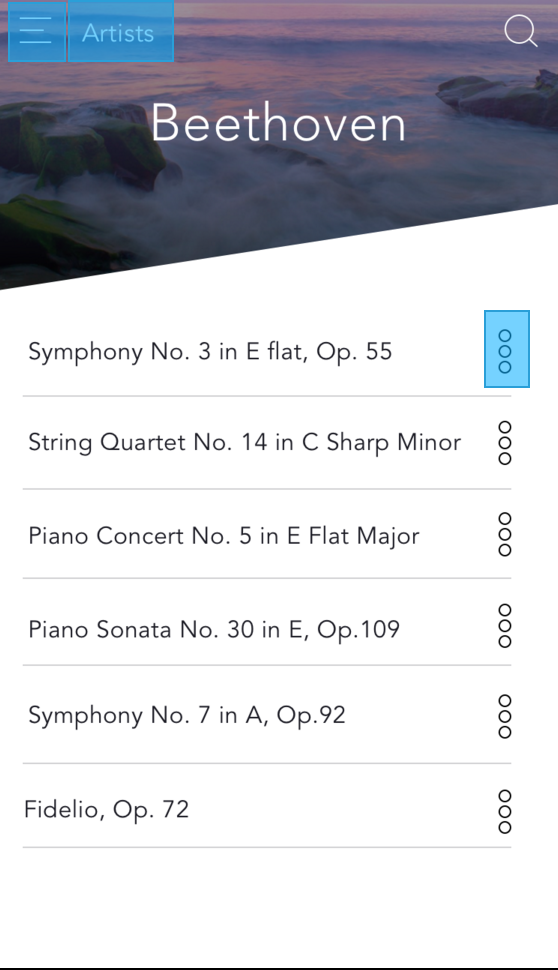 Artists
Beethoven
Symphony No. 3 in E flat, Op. 55
String Quartet No. 14 in C Sharp Minor
Piano Concert No. 5 in E Flat Major
Piano Sonata No. 30 in E, Op.109
Symphony No. 7 in A, Op.92
Fidelio, Op. 72